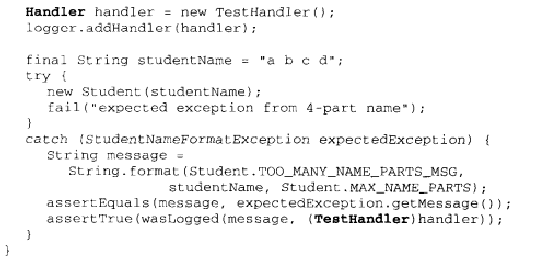 Handler handler = new TestHandler();
logger.addHandler(handler);
final String studentName = "a b c d";
try {
new Student(studentName);
fail("expected exception from 4-part name");
}
catch (StudentNameFormatException expectedException) {
String message =
String.format(Student.TOO_MANY_NAME_PARTS_MSG,
studentName, Student.MAX_NAME_PARTS);
assertEquals(message, expectedException.getMessage());
assertTrue(wasLogged(message, (TestHandler)handler));
}
}